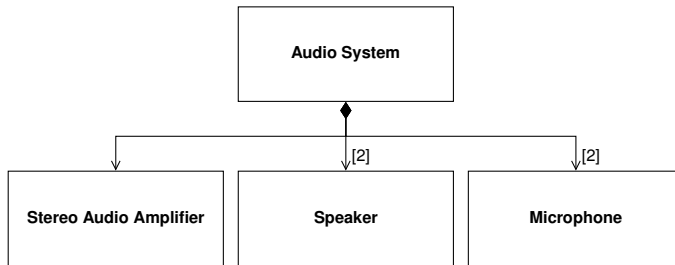 Audio System
[2]
[2]
Stereo Audio Amplifier
Speaker
Microphone